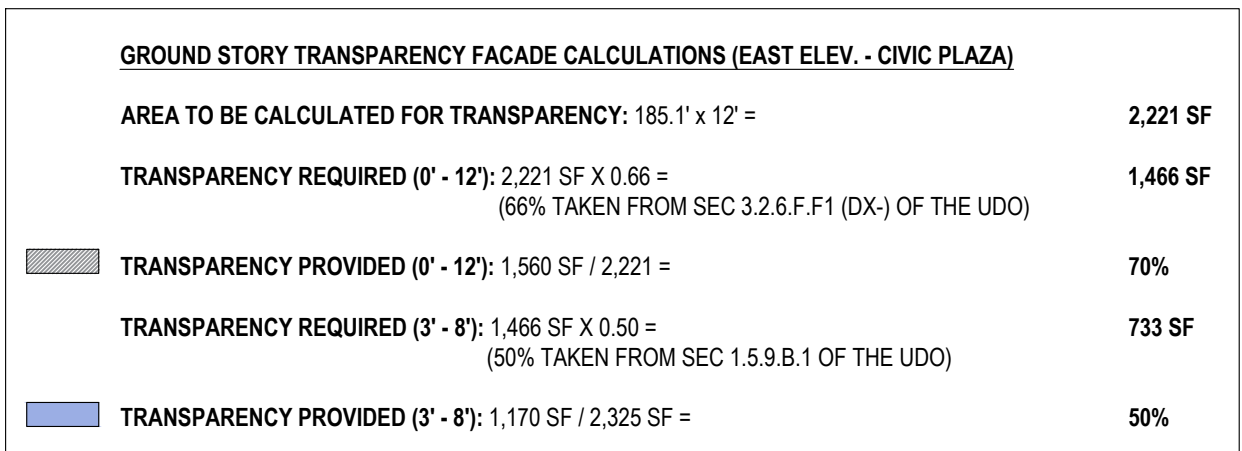 GROUND STORY TRANSPARENCY FACADE CALCULATIONS (EAST ELEV. - CIVIC PLAZA)
AREA TO BE CALCULATED FOR TRANSPARENCY: 185.1' x 12' = 2,221 SF
TRANSPARENCY REQUIRED (0' - 12'): 2,221 SF X 0.66 = 1,466 SF
(66% TAKEN FROM SEC 3.2.6.F.F1 (DX-) OF THE UDO)
TRANSPARENCY PROVIDED (0' - 12'): 1,560 SF / 2,221 = 70%
TRANSPARENCY REQUIRED (3' - 8'): 1,466 SF X 0.50 = 733 SF
(50% TAKEN FROM SEC 1.5.9.B.1 OF THE UDO)
TRANSPARENCY PROVIDED (3' - 8'): 1,170 SF / 2,325 SF = 50%